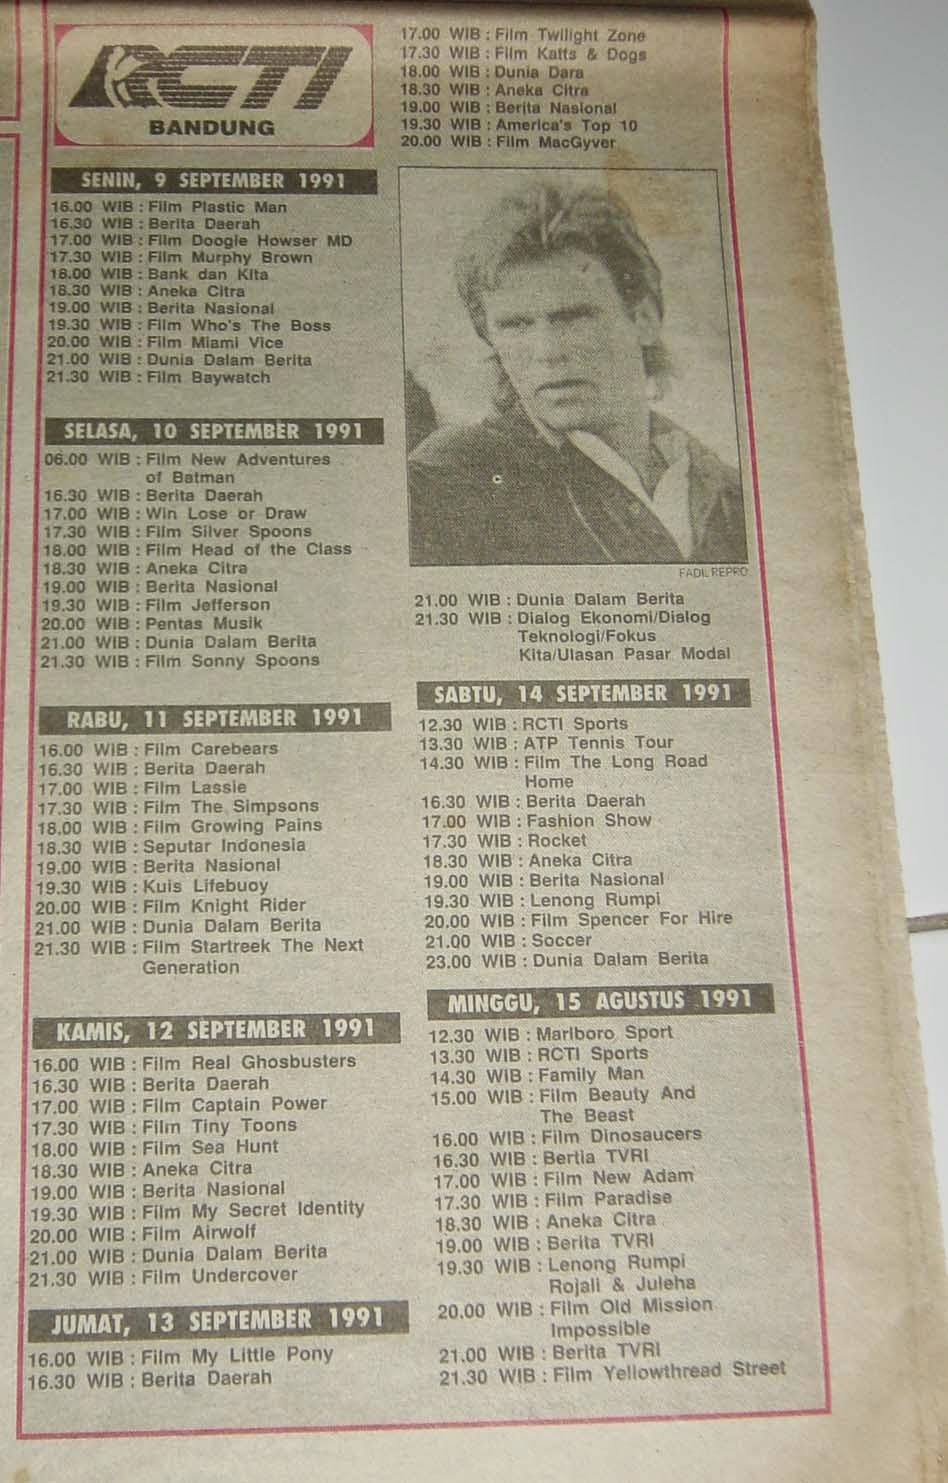 RCTI
BANDUNG
SENIN, 9 SEPTEMBER 1991
16.00 WIB : Film Plastic Man
16.30 WIB : Berita Daerah
17.00 WIB : Film Doogie Howser MD
17.30 WIB : Film Murphy Brown
18.00 WIB : Bank dan Kita
18.30 WIB : Aneka Citra
19.00 WIB : Berita Nasional
19.30 WIB : Film Who's The Boss
20.00 WIB : Film Miami Vice
21.00 WIB : Dunia Dalam Berita
21.30 WIB : Film Baywatch
SELASA, 10 SEPTEMBER 1991
06.00 WIB : Film New Adventures
of Batman
16.30 WIB : Berita Daerah
17.00 WIB : Win Lose or Draw
17.30 WIB : Film Silver Spoons
18.00 WIB : Film Head of the Class
18.30 WIB : Aneka Citra
19.00 WIB : Berita Nasional
19.30 WIB : Film Jefferson
20.00 WIB : Pentas Musik
21.00 WIB : Dunia Dalam Berita
21.30 WIB : Film Sonny Spoons
RABU, 11 SEPTEMBER 1991
16.00 WIB : Film Carebears
16.30 WIB : Berita Daerah
17.00 WIB : Film Lassie
17.30 WIB : Film The Simpsons
18.00 WIB : Film Growing Pains
18.30 WIB : Seputar Indonesia
19.00 WIB : Berita Nasional
19.30 WIB : Kuis Lifebuoy
20.00 WIB : Film Knight Rider
21.00 WIB : Dunia Dalam Berita
21.30 WIB : Film Startreek The Next
Generation
KAMIS, 12 SEPTEMBER 1991
16.00 WIB : Film Real Ghosbusters
16.30 WIB : Berita Daerah
17.00 WIB : Film Captain Power
17.30 WIB : Film Tiny Toons
18.00 WIB : Film Sea Hunt
18.30 WIB : Aneka Citra
19.00 WIB : Berita Nasional
19.30 WIB : Film My Secret Identity
20.00 WIB : Film Airwolf
21.00 WIB : Dunia Dalam Berita
21.30 WIB : Film Undercover
JUMAT, 13 SEPTEMBER 1991
16.00 WIB : Film My Little Pony
16.30 WIB : Berita Daerah
17.00 WIB : Film Twilight Zone
17.30 WIB : Film Katts & Dogs
18.00 WIB : Dunia Dara
18.30 WIB : Aneka Citra
19.00 WIB : Berita Nasional
19.30 WIB : America's Top 10
20.00 WIB : Film MacGyver
FADIL REPRO
21.00 WIB : Dunia Dalam Berita
21.30 WIB : Dialog Ekonomi/Dialog
Teknologi/Fokus
Kita/Ulasan Pasar Modal
SABTU, 14 SEPTEMBER 1991
12.30 WIB : RCTI Sports
13.30 WIB : ATP Tennis Tour
14.30 WIB : Film The Long Road
Home
16.30 WIB : Berita Daerah
17.00 WIB : Fashion Show
17.30 WIB : Rocket
18.30 WIB : Aneka Citra
19.00 WIB : Berita Nasional
19.30 WIB : Lenong Rumpi
20.00 WIB : Film Spencer For Hire
21.00 WIB : Soccer
23.00 WIB : Dunia Dalam Berita
MINGGU, 15 AGUSTUS 1991
12.30 WIB : Marlboro Sport
13.30 WIB : RCTI Sports
14.30 WIB : Family Man
15.00 WIB : Film Beauty And
The Beast
16.00 WIB : Film Dinosaucers
16.30 WIB : Bertia TVRI
17.00 WIB : Film New Adam
17.30 WIB : Film Paradise
18.30 WIB : Aneka Citra
19.00 WIB : Berita TVRI
19.30 WIB : Lenong Rumpi
Rojali & Juleha
20.00 WIB : Film Old Mission
Impossible
21.00 WIB : Berita TVRI
21.30 WIB : Film Yellowthread Street